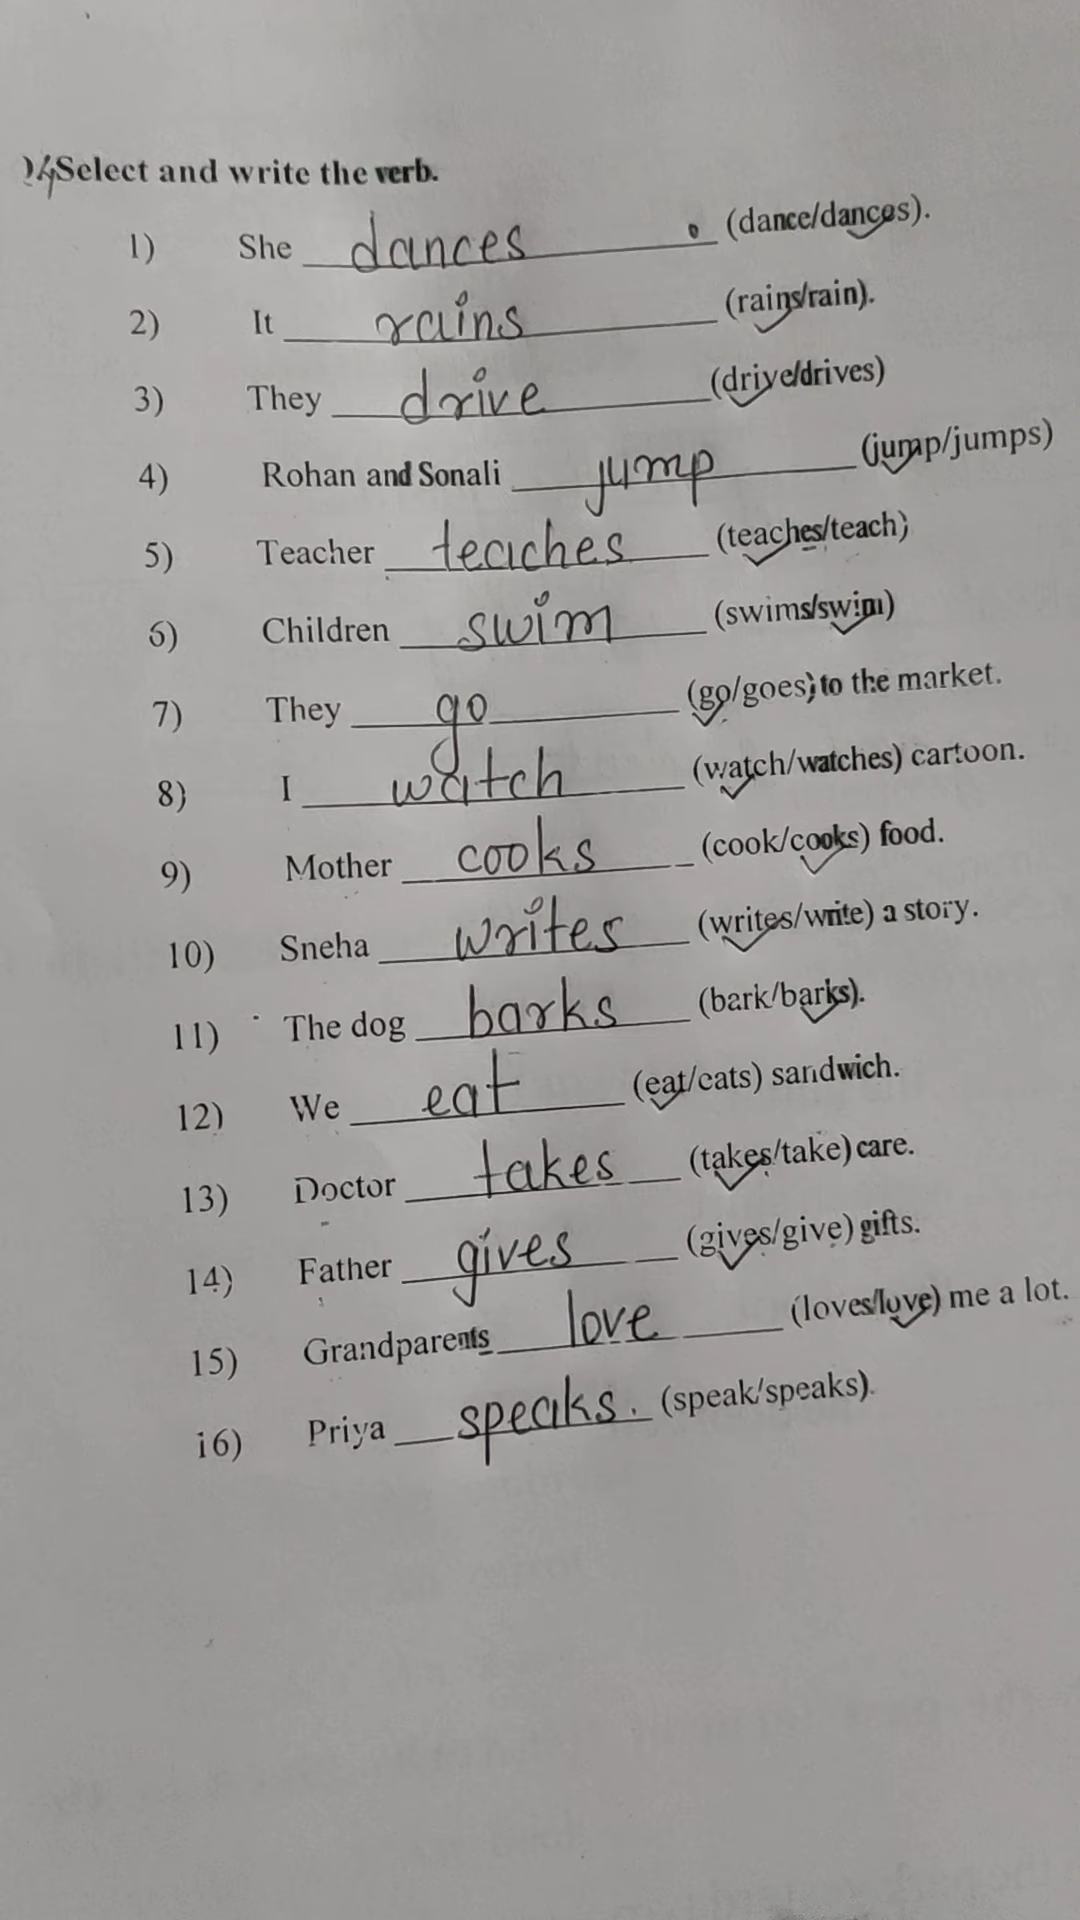 Q4 Select and write the verb.
1) She dances. (dance/dances).
2) It rains (rains/rain).
3) They drive (drive/drives)
4) Rohan and Sonali jump (jump/jumps)
5) Teacher teaches (teaches/teach)
6) Children swim (swims/swim)
7) They go (go/goes) to the market.
8) I watch (watch/watches) cartoon.
9) Mother cooks (cook/cooks) food.
10) Sneha writes (writes/write) a story.
11) The dog barks (bark/barks).
12) We eat (eat/eats) sandwich.
13) Doctor takes (takes/take) care.
14) Father gives (gives/give) gifts.
15) Grandparents love (loves/love) me a lot.
16) Priya speaks. (speak/speaks).